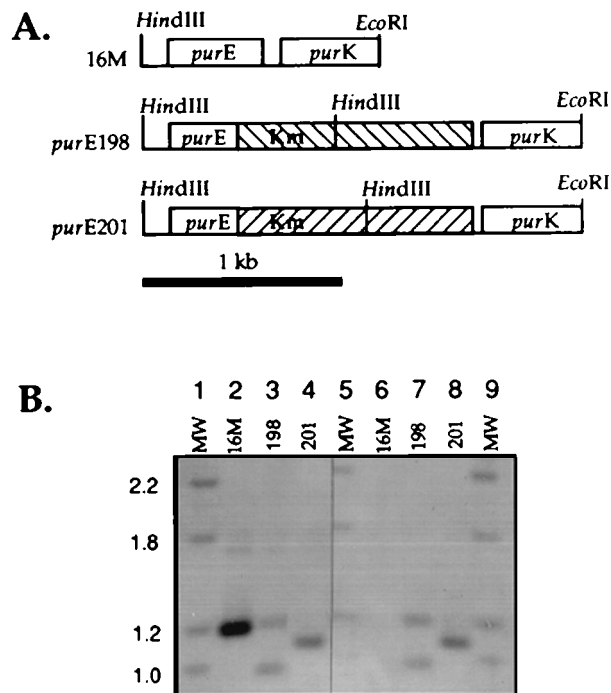 A.
HindIII EcoRI
16M purE purK
HindIII HindIII EcoRI
purE198 purE Km purK
HindIII HindIII EcoRI
purE201 purE Km purK
1 kb
B.
1 2 3 4 5 6 7 8 9
MW 16M 198 201 MW 16M 198 201 MW
2.2
1.8
1.2
1.0